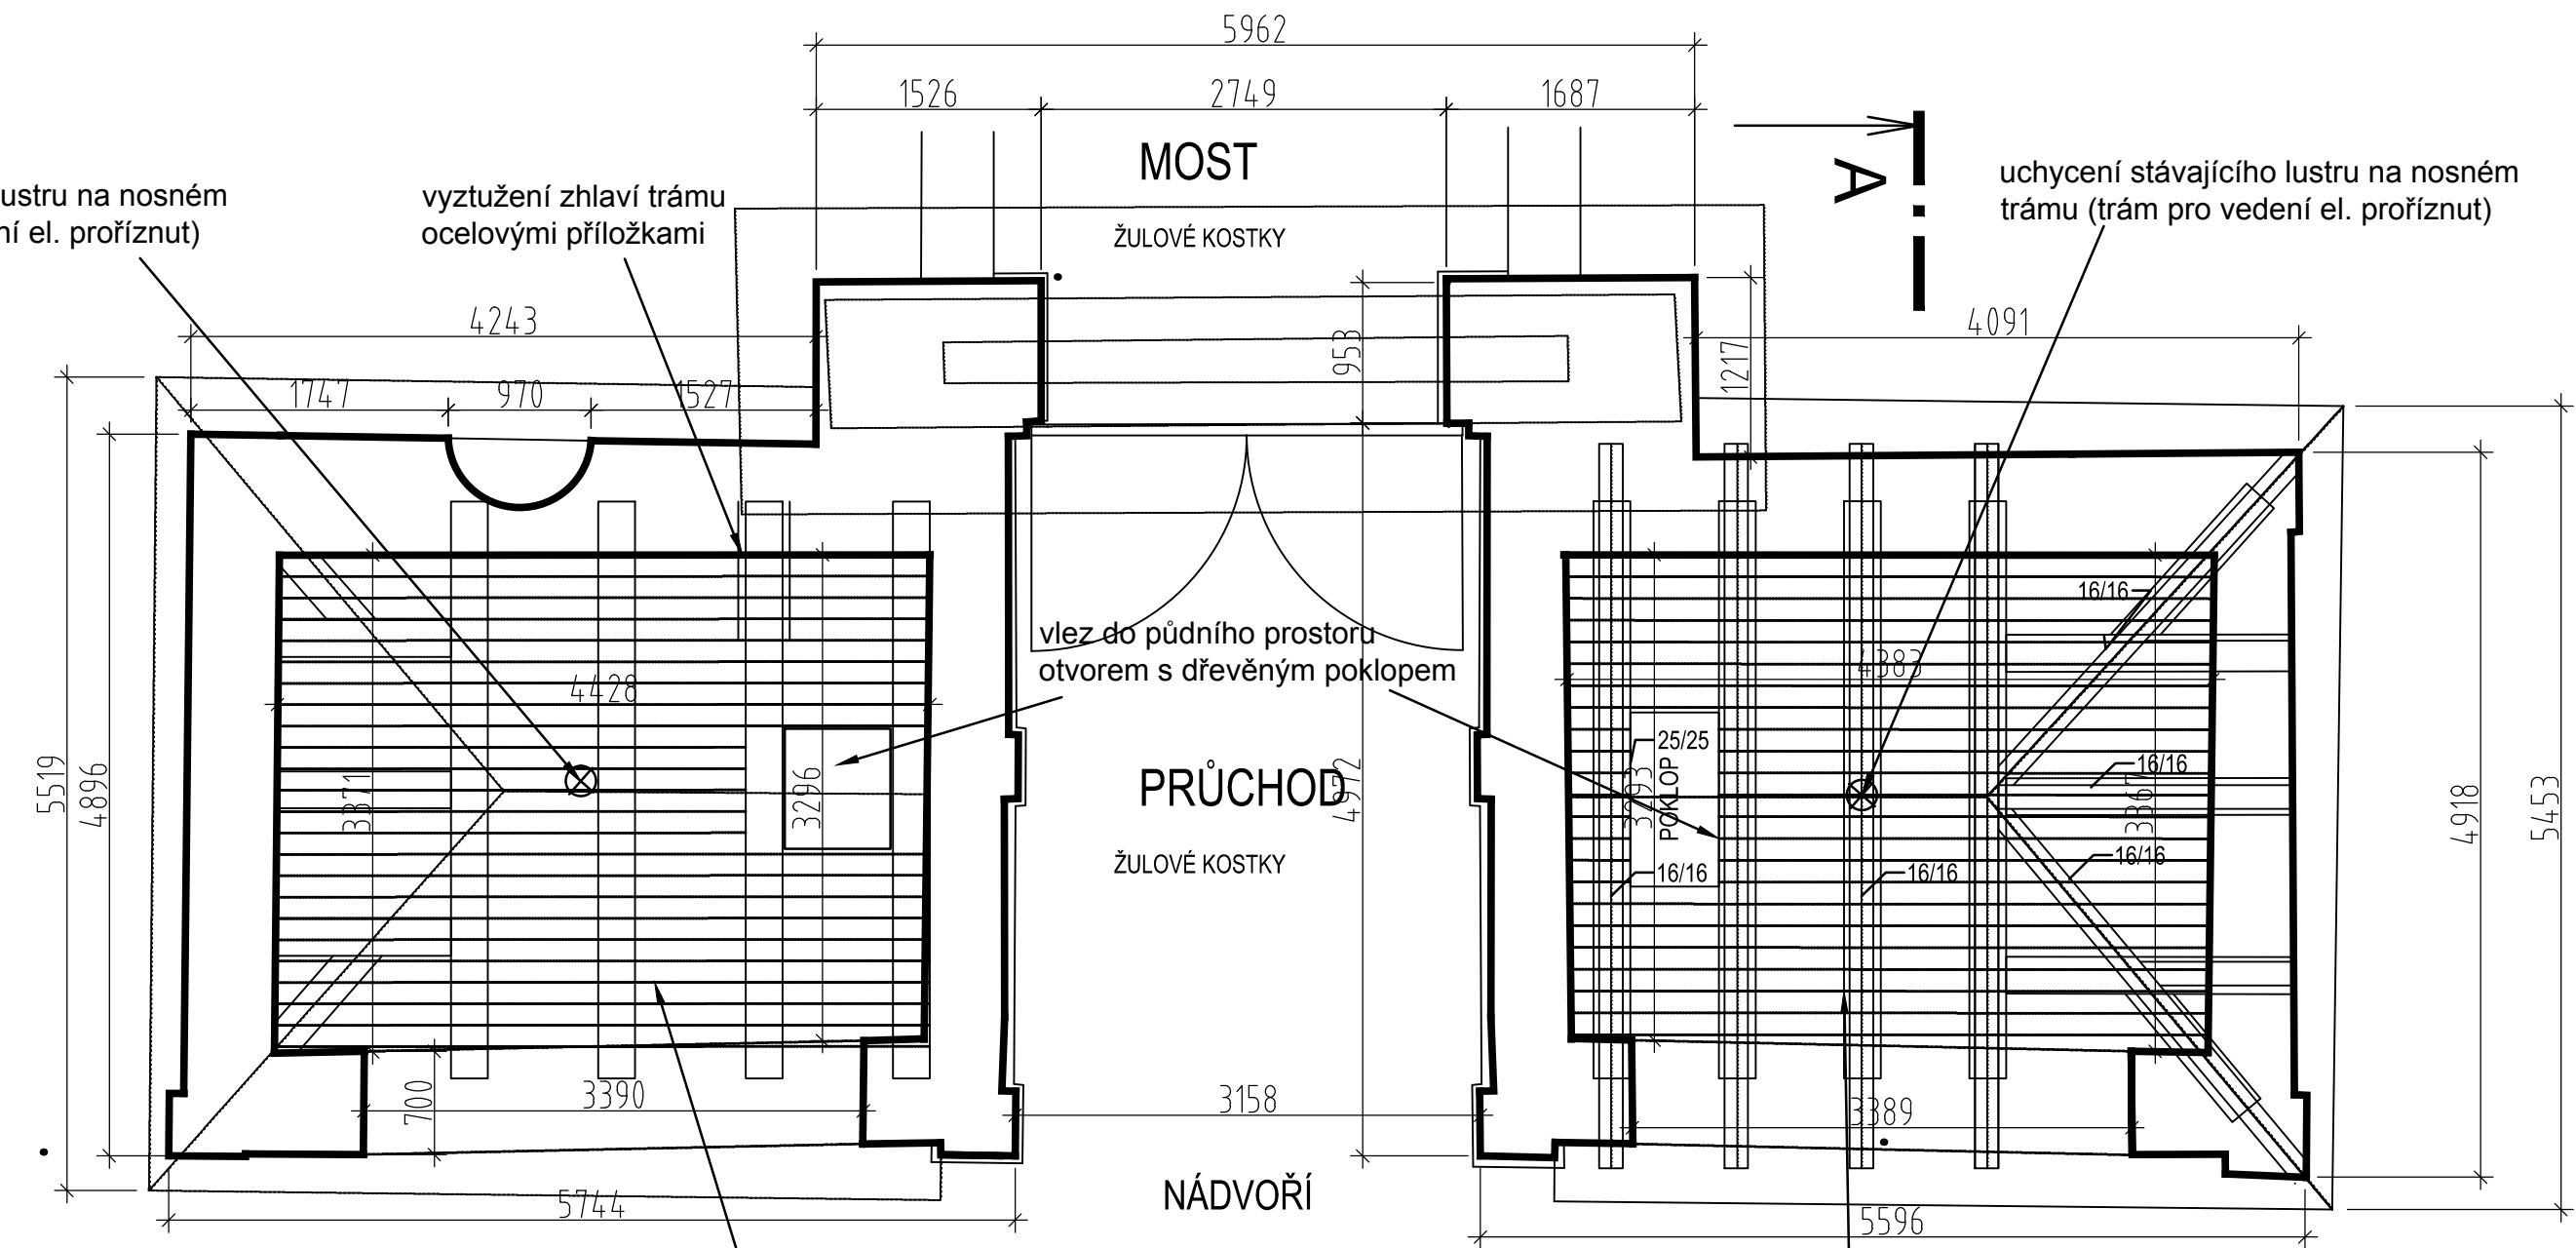 5962
1526
2749
1687
MOST
ŽULOVÉ KOSTKY
A
ustru na nosném
ní el. proříznut)
vyztužení zhlaví trámu
ocelovými příložkami
uchycení stávajícího lustru na nosném
trámu (trám pro vedení el. proříznut)
4243
1747
970
1527
953
1217
4091
vlez do půdního prostoru
otvorem s dřevěným poklopem
4428
4383
16/16
5519
4896
3371
3296
PRŮCHOD
4972
25/25
3293
POKLOP
16/16
3367
4918
5453
ŽULOVÉ KOSTKY
16/16
16/16
16/16
700
3390
3158
3389
NÁDVOŘÍ
5744
5596